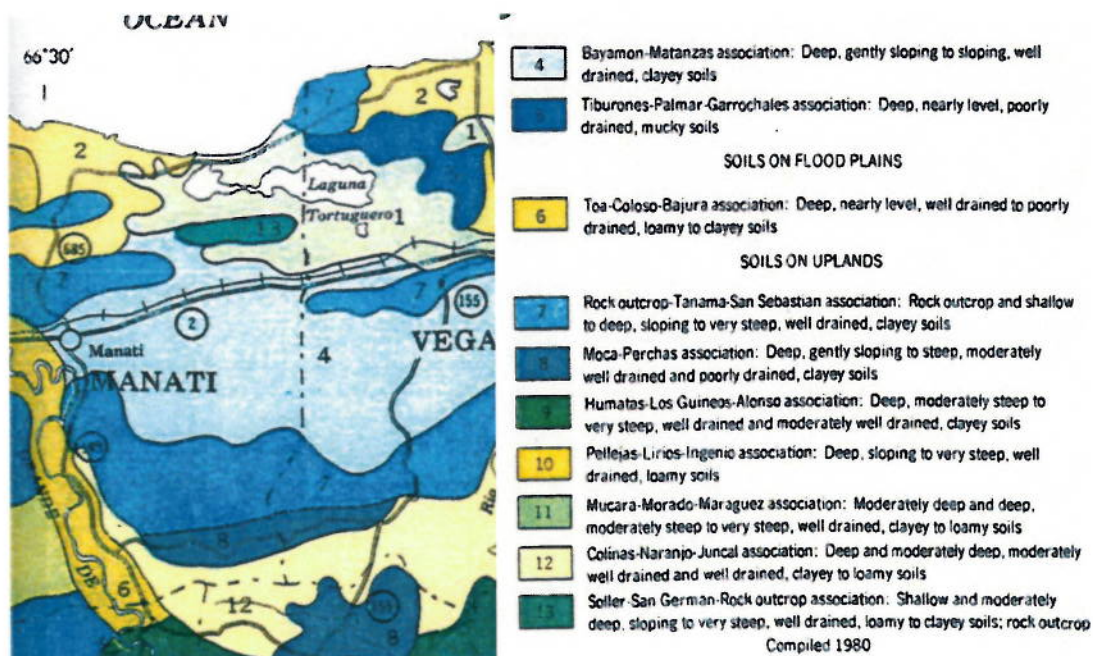 OCEAN
66°30'
7
2
1
2
Laguna
Tortuguero
1
13
685
7
7
155
2
Manati
4
VEGA
MANATI
7
8
6
DE
12
155
8
Rio
4 Bayamon-Matanzas association: Deep, gently sloping to sloping, well
drained, clayey soils
5 Tiburones-Palmar-Garrochales association: Deep, nearly level, poorly
drained, mucky soils
SOILS ON FLOOD PLAINS
6 Toa-Coloso-Bajura association: Deep, nearly level, well drained to poorly
drained, loamy to clayey soils
SOILS ON UPLANDS
7 Rock outcrop-Tanama-San Sebastian association: Rock outcrop and shallow
to deep, sloping to very steep, well drained, clayey soils
8 Moca-Perchas association: Deep, gently sloping to steep, moderately
well drained and poorly drained, clayey soils
9 Humatas-Los Guineos-Alonso association: Deep, moderately steep to
very steep, well drained and moderately well drained, clayey soils
10 Pellejas-Lirios-Ingenio association: Deep, sloping to very steep, well
drained, loamy soils
11 Mucara-Morado-Maraguez association: Moderately deep and deep,
moderately steep to very steep, well drained, clayey to loamy soils
12 Colinas-Naranjo-Juncal association: Deep and moderately deep, moderately
well drained and well drained, clayey to loamy soils
13 Soller-San German-Rock outcrop association: Shallow and moderately
deep, sloping to very steep, well drained, loamy to clayey soils; rock outcrop
Compiled 1980